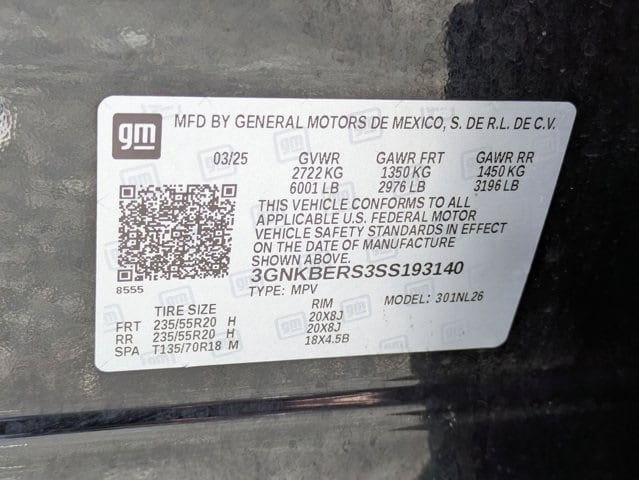 gm MFD BY GENERAL MOTORS DE MEXICO, S. DE R.L. DE C.V.
03/25 GVWR GAWR FRT GAWR RR
2722 KG 1350 KG 1450 KG
6001 LB 2976 LB 3196 LB
THIS VEHICLE CONFORMS TO ALL
APPLICABLE U.S. FEDERAL MOTOR
VEHICLE SAFETY STANDARDS IN EFFECT
ON THE DATE OF MANUFACTURE
SHOWN ABOVE.
3GNKBERS3SS193140
8555 TYPE: MPV MODEL: 301NL26
TIRE SIZE RIM
FRT 235/55R20 H 20X8J
RR 235/55R20 H 20X8J
SPA T135/70R18 M 18X4.5B